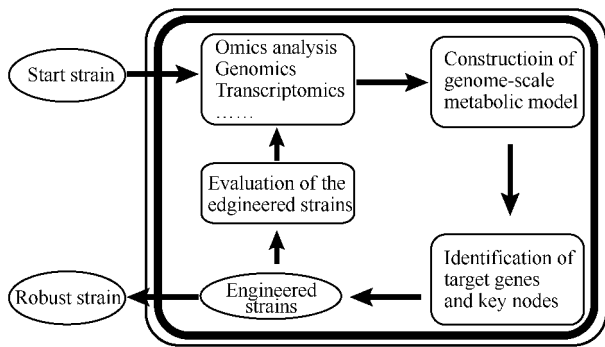 Start strain
Omics analysis
Genomics
Transcriptomics
......
Constructioin of
genome-scale
metabolic model
Evaluation of the
edgineered strains
Identification of
target genes
and key nodes
Engineered
strains
Robust strain